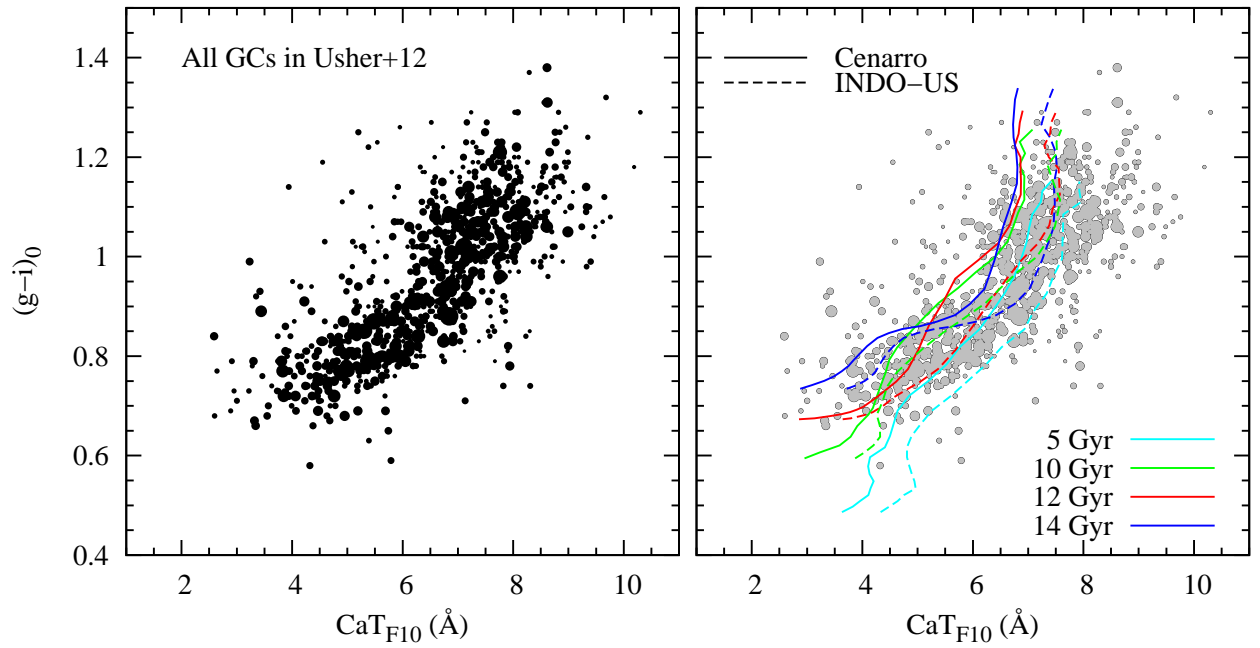 All GCs in Usher+12
(g−i)0
1.4
1.2
1
0.8
0.6
0.4
2
4
6
8
10
CaTF10 (Å)
Cenarro
INDO−US
5 Gyr
10 Gyr
12 Gyr
14 Gyr
2
4
6
8
10
CaTF10 (Å)